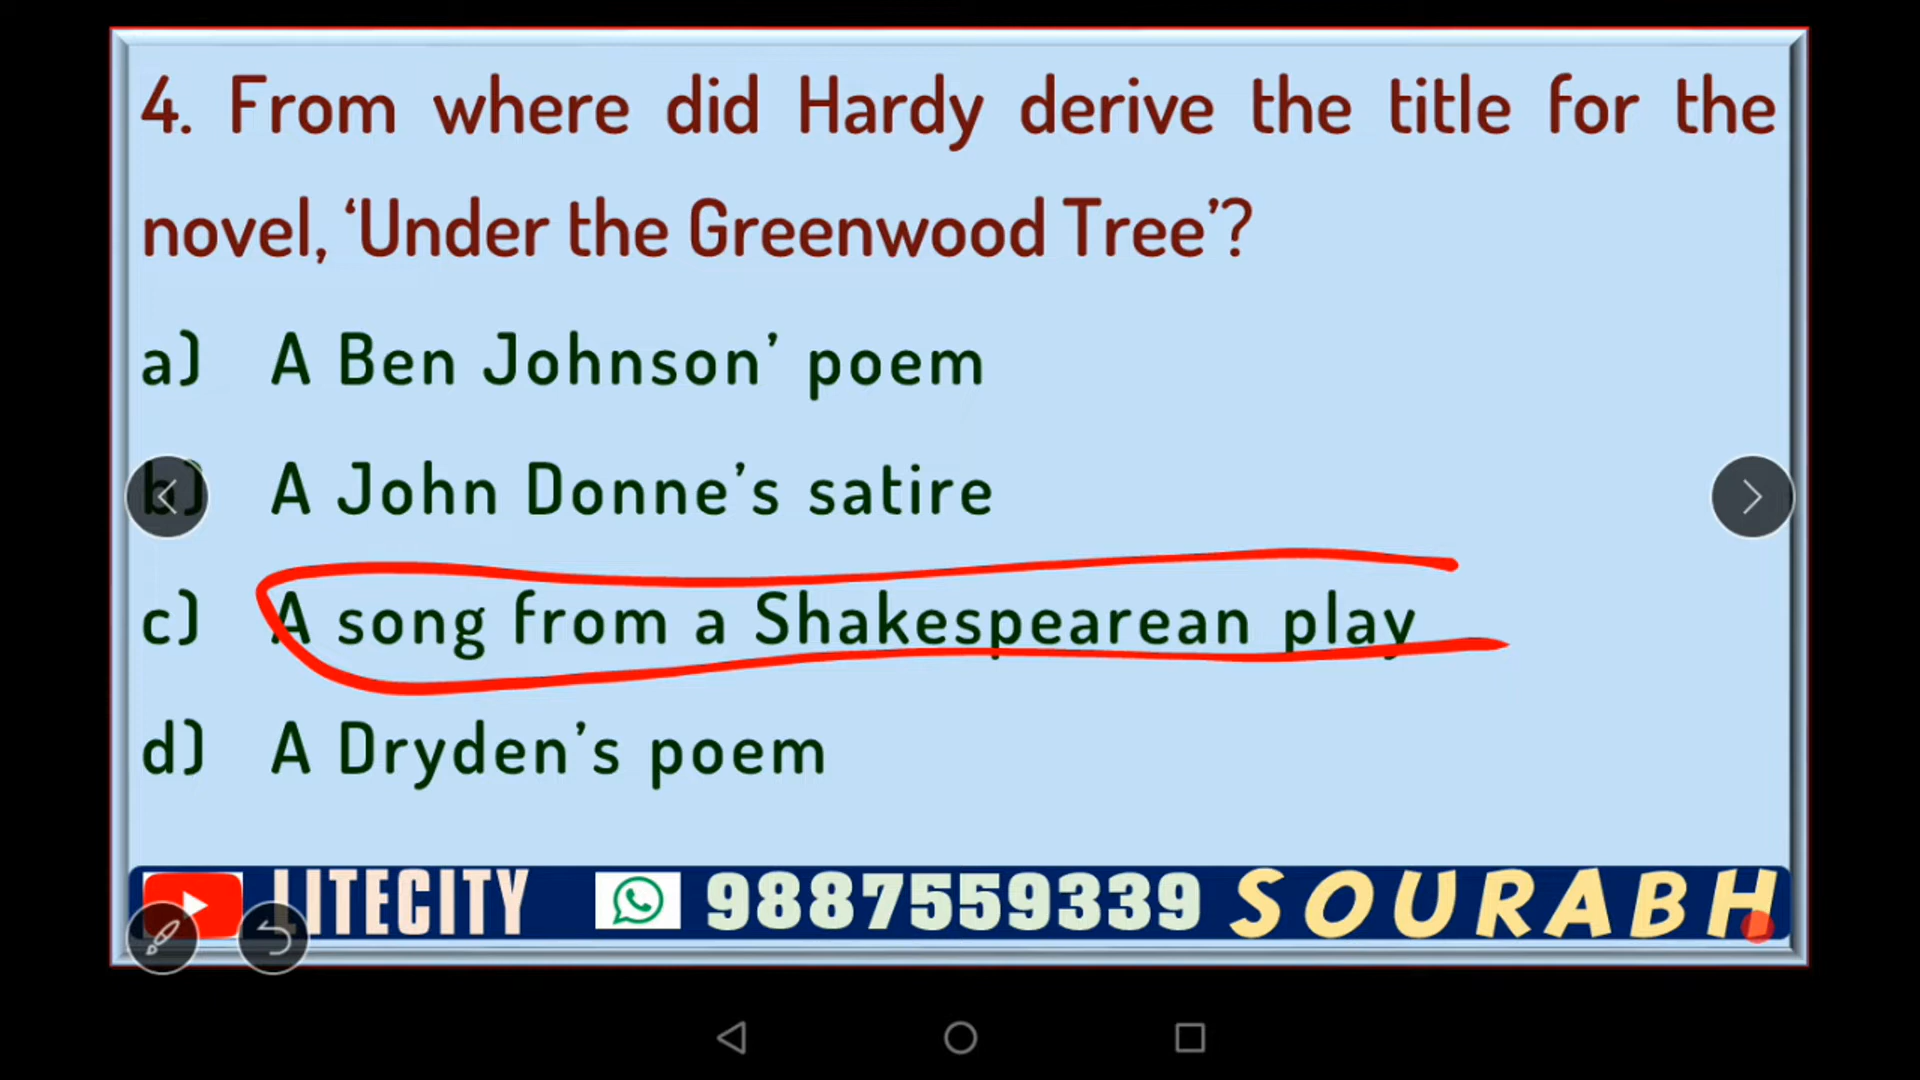 4. From where did Hardy derive the title for the
novel, ‘Under the Greenwood Tree’?
a) A Ben Johnson’ poem
b) A John Donne’s satire
c) A song from a Shakespearean play
d) A Dryden’s poem
LITECITY 9887559339 SOURABH